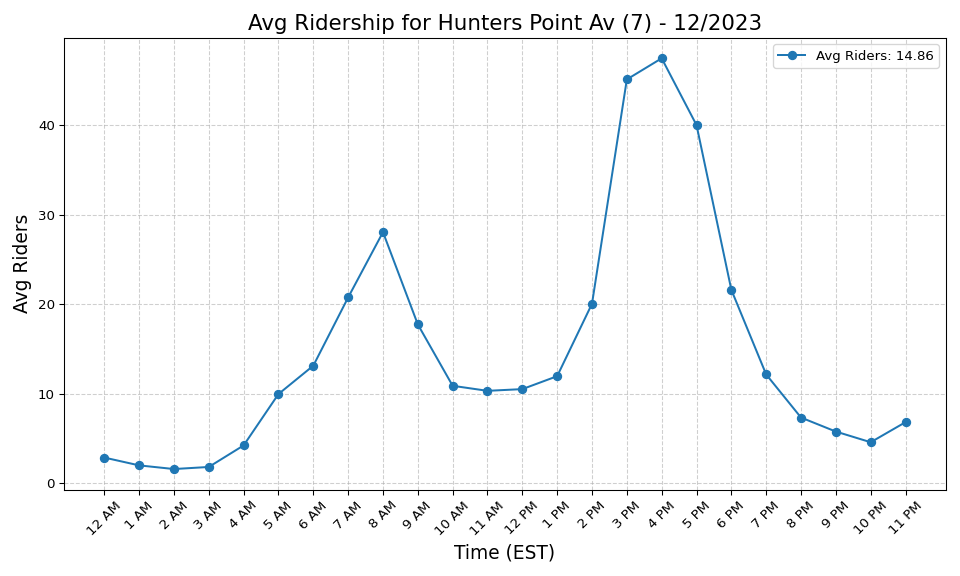 Avg Ridership for Hunters Point Av (7) - 12/2023
Avg Riders: 14.86
Avg Riders
40
30
20
10
0
12 AM
1 AM
2 AM
3 AM
4 AM
5 AM
6 AM
7 AM
8 AM
9 AM
10 AM
11 AM
12 PM
1 PM
2 PM
3 PM
4 PM
5 PM
6 PM
7 PM
8 PM
9 PM
10 PM
11 PM
Time (EST)